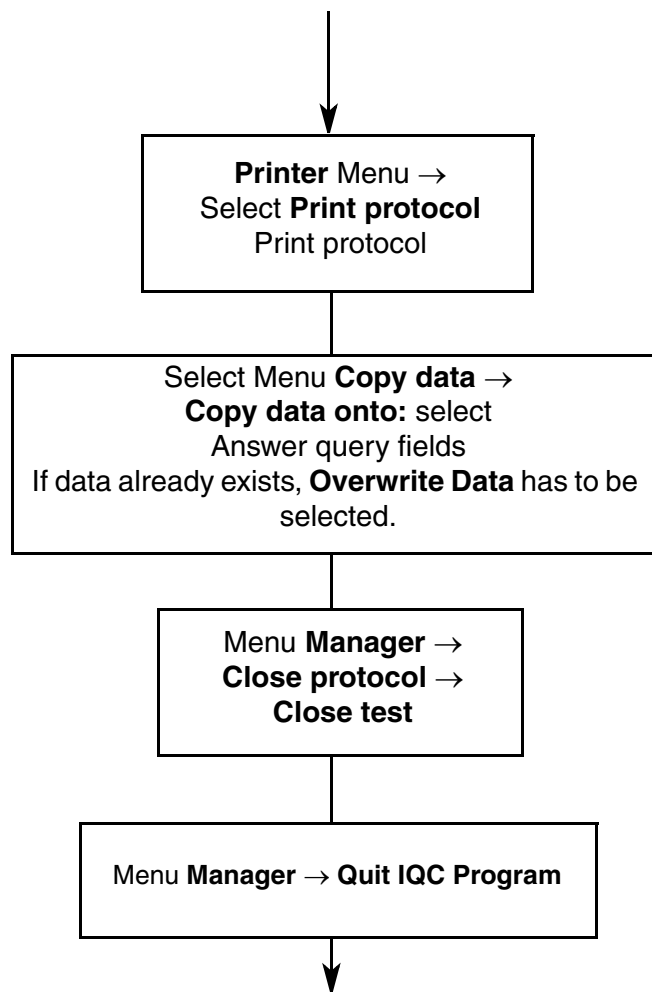 Printer Menu →
Select Print protocol
Print protocol
Select Menu Copy data →
Copy data onto: select
Answer query fields
If data already exists, Overwrite Data has to be
selected.
Menu Manager →
Close protocol →
Close test
Menu Manager → Quit IQC Program